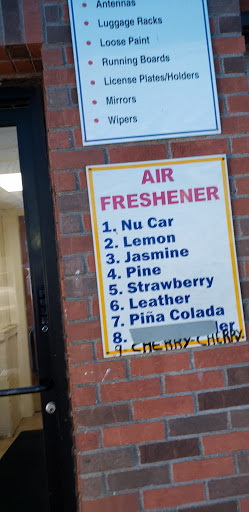 • Antennas
• Luggage Racks
• Loose Paint
• Running Boards
• License Plates/Holders
• Mirrors
• Wipers
AIR
FRESHENER
1. Nu Car
2. Lemon
3. Jasmine
4. Pine
5. Strawberry
6. Leather
7. Piña Colada
8.
9. CHERRY-CHERRY